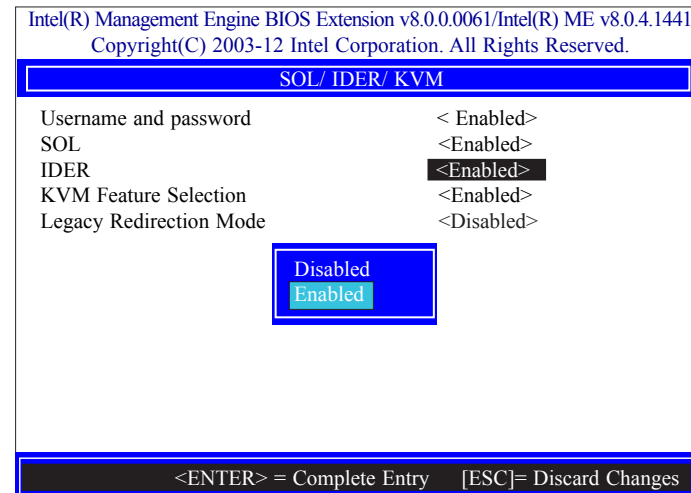 Intel(R) Management Engine BIOS Extension v8.0.0.0061/Intel(R) ME v8.0.4.1441
Copyright(C) 2003-12 Intel Corporation. All Rights Reserved.
SOL/ IDER/ KVM
Username and password < Enabled>
SOL <Enabled>
IDER <Enabled>
KVM Feature Selection <Enabled>
Legacy Redirection Mode <Disabled>
Disabled
Enabled
<ENTER> = Complete Entry [ESC]= Discard Changes